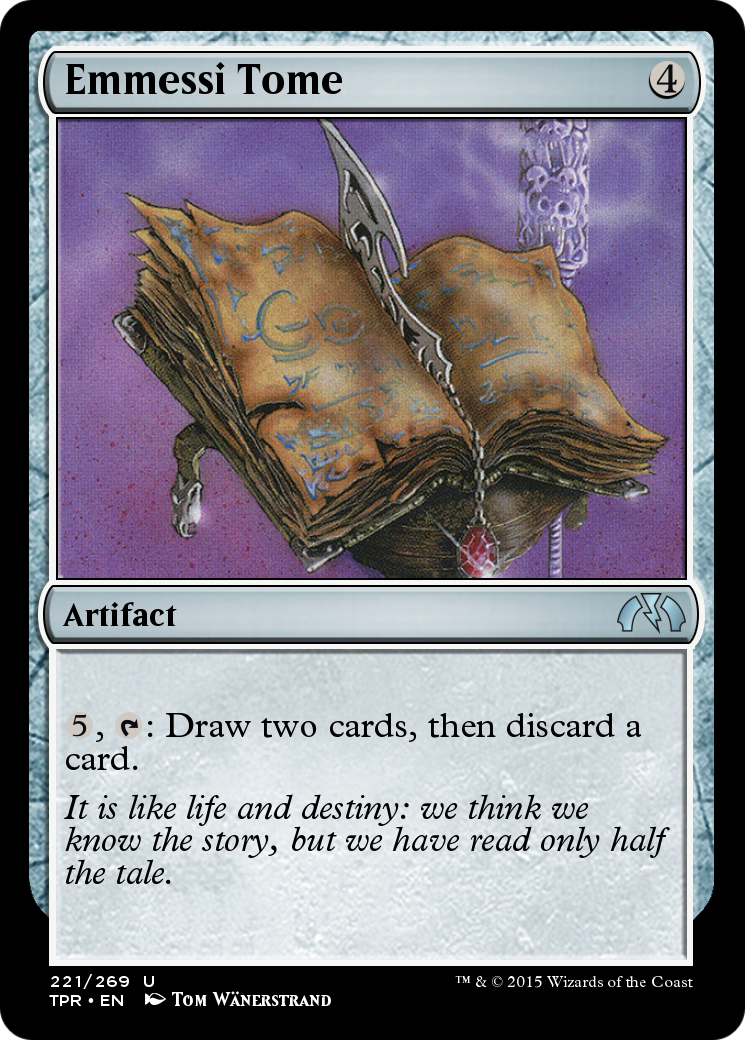 Emmessi Tome 4
Artifact
5, : Draw two cards, then discard a
card.
It is like life and destiny: we think we
know the story, but we have read only half
the tale.
221/269 U
TPR • EN Tom Wänerstrand
™ & © 2015 Wizards of the Coast